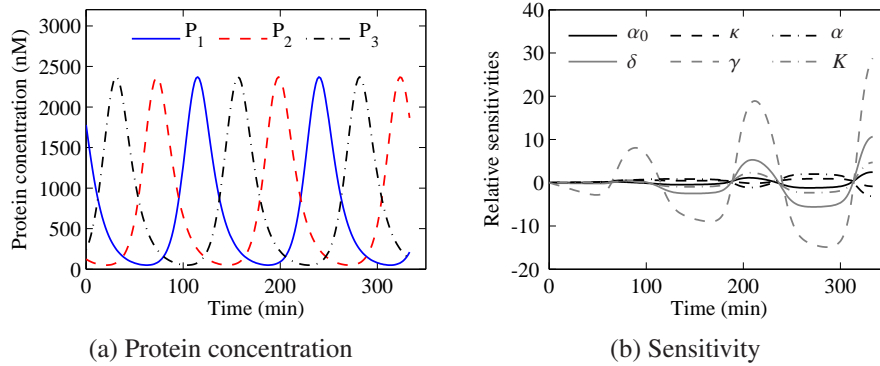 3000
2500
2000
1500
1000
500
0
Protein conentration (nM)
P1 P2 P3
0 100 200 300
Time (min)
(a) Protein concentration
40
30
20
10
0
-10
-20
Relative sensitivities
α0 κ α
δ γ K
0 100 200 300
Time (min)
(b) Sensitivity